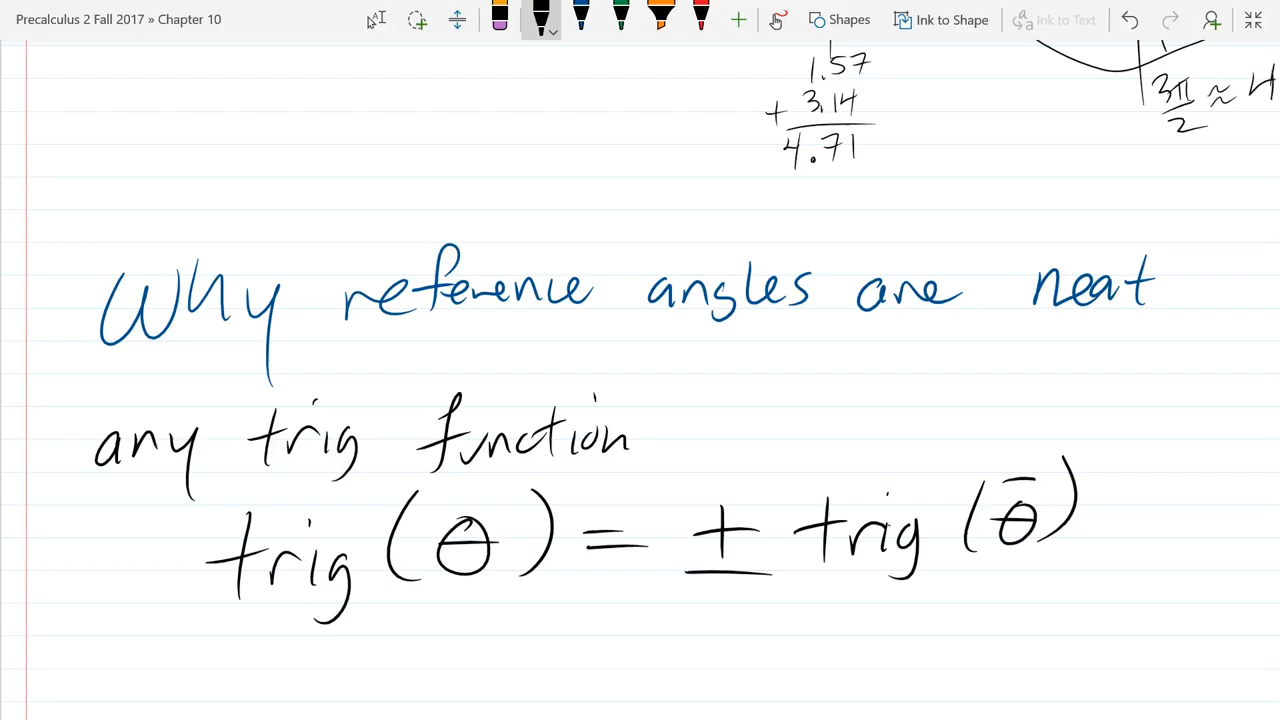 Precalculus 2 Fall 2017 » Chapter 10
Shapes
Ink to Shape
Ink to Text
1.57
+ 3.14
4.71
3π/2 ≈ 4
Why reference angles are neat
any trig function
trig(θ) = ± trig(θ̄)